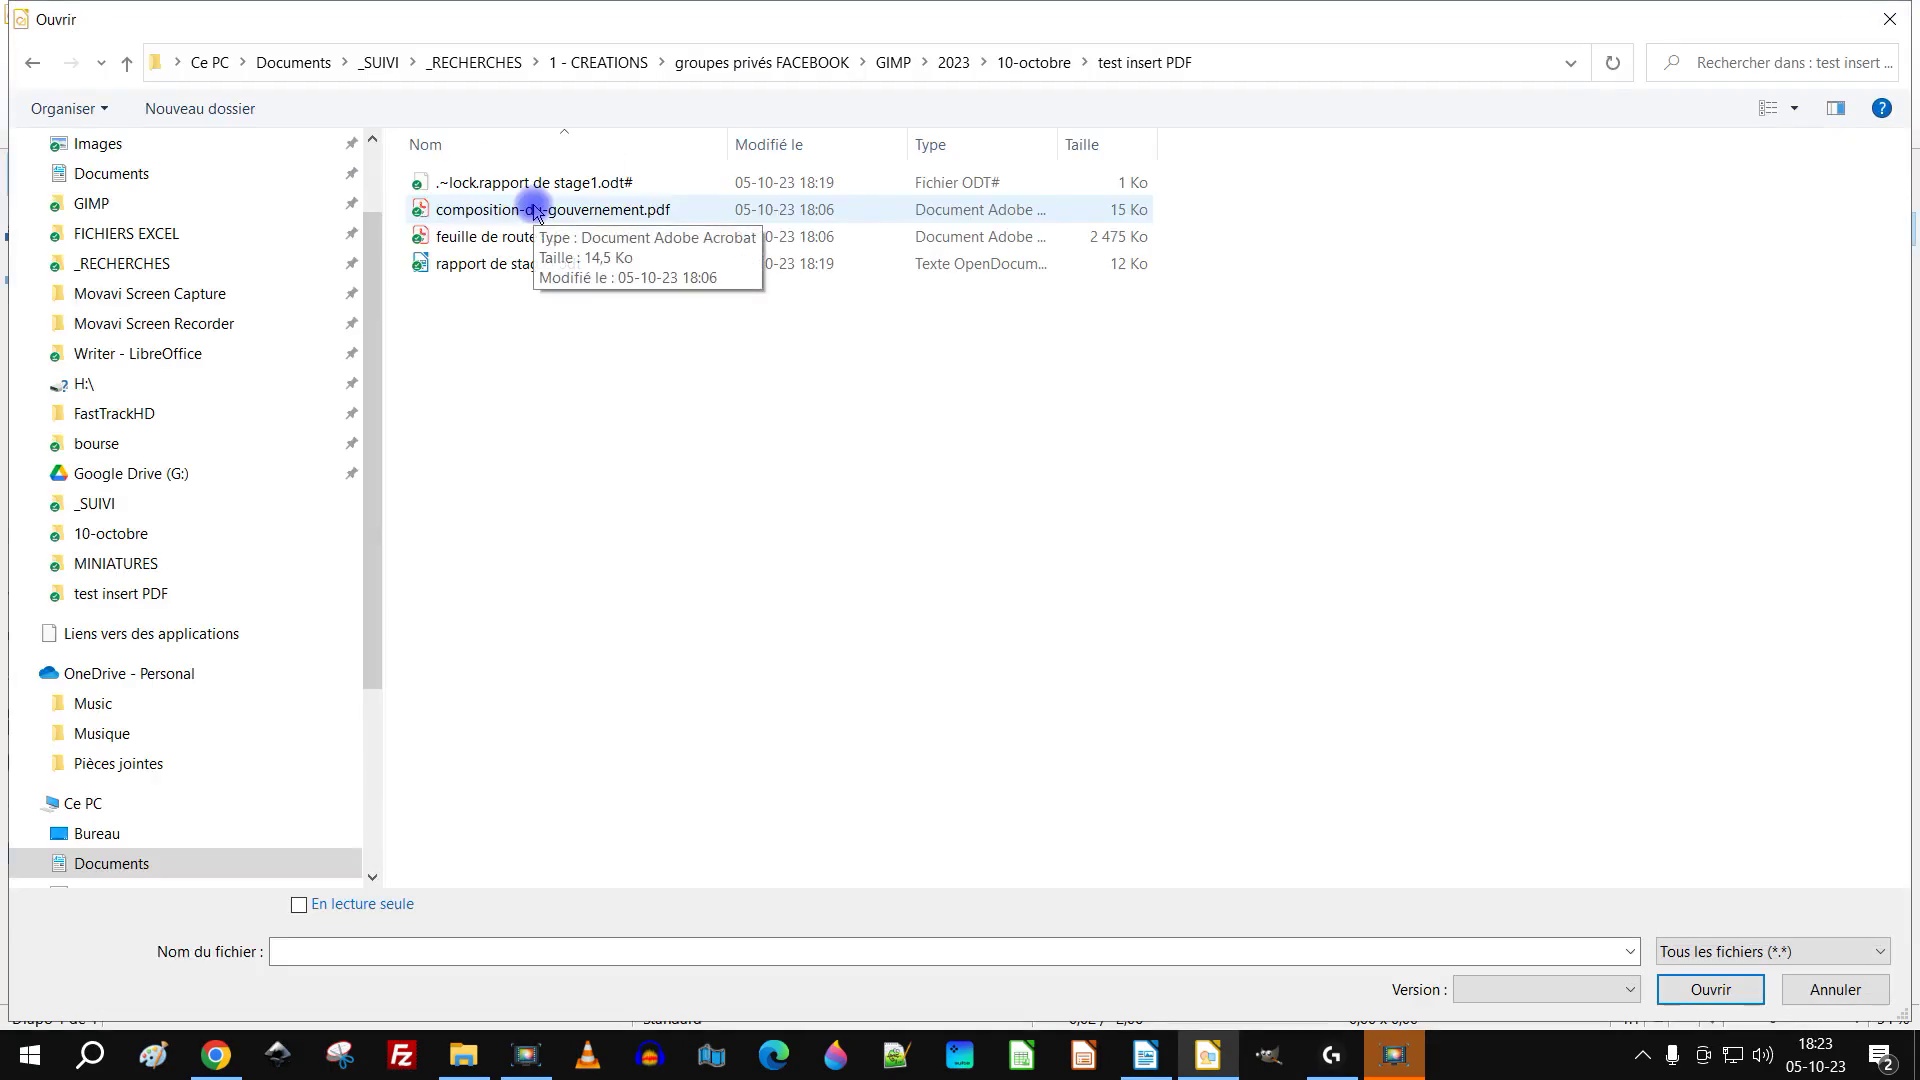 Ouvrir
Ce PC > Documents > _SUIVI > _RECHERCHES > 1 - CREATIONS > groupes privés FACEBOOK > GIMP > 2023 > 10-octobre > test insert PDF
Rechercher dans : test insert ...
Organiser
Nouveau dossier
Images
Documents
GIMP
FICHIERS EXCEL
_RECHERCHES
Movavi Screen Capture
Movavi Screen Recorder
Writer - LibreOffice
H:\
FastTrackHD
bourse
Google Drive (G:)
_SUIVI
10-octobre
MINIATURES
test insert PDF
Liens vers des applications
OneDrive - Personal
Music
Musique
Pièces jointes
Ce PC
Bureau
Documents
Nom Modifié le Type Taille
.~lock.rapport de stage1.odt# 05-10-23 18:19 Fichier ODT# 1 Ko
composition-du-gouvernement.pdf 05-10-23 18:06 Document Adobe ... 15 Ko
feuille de route 0-23 18:06 Document Adobe ... 2 475 Ko
rapport de stag 0-23 18:19 Texte OpenDocum... 12 Ko
Type : Document Adobe Acrobat
Taille : 14,5 Ko
Modifié le : 05-10-23 18:06
En lecture seule
Nom du fichier :
Tous les fichiers (*.*)
Version :
Ouvrir
Annuler
18:23
05-10-23
2